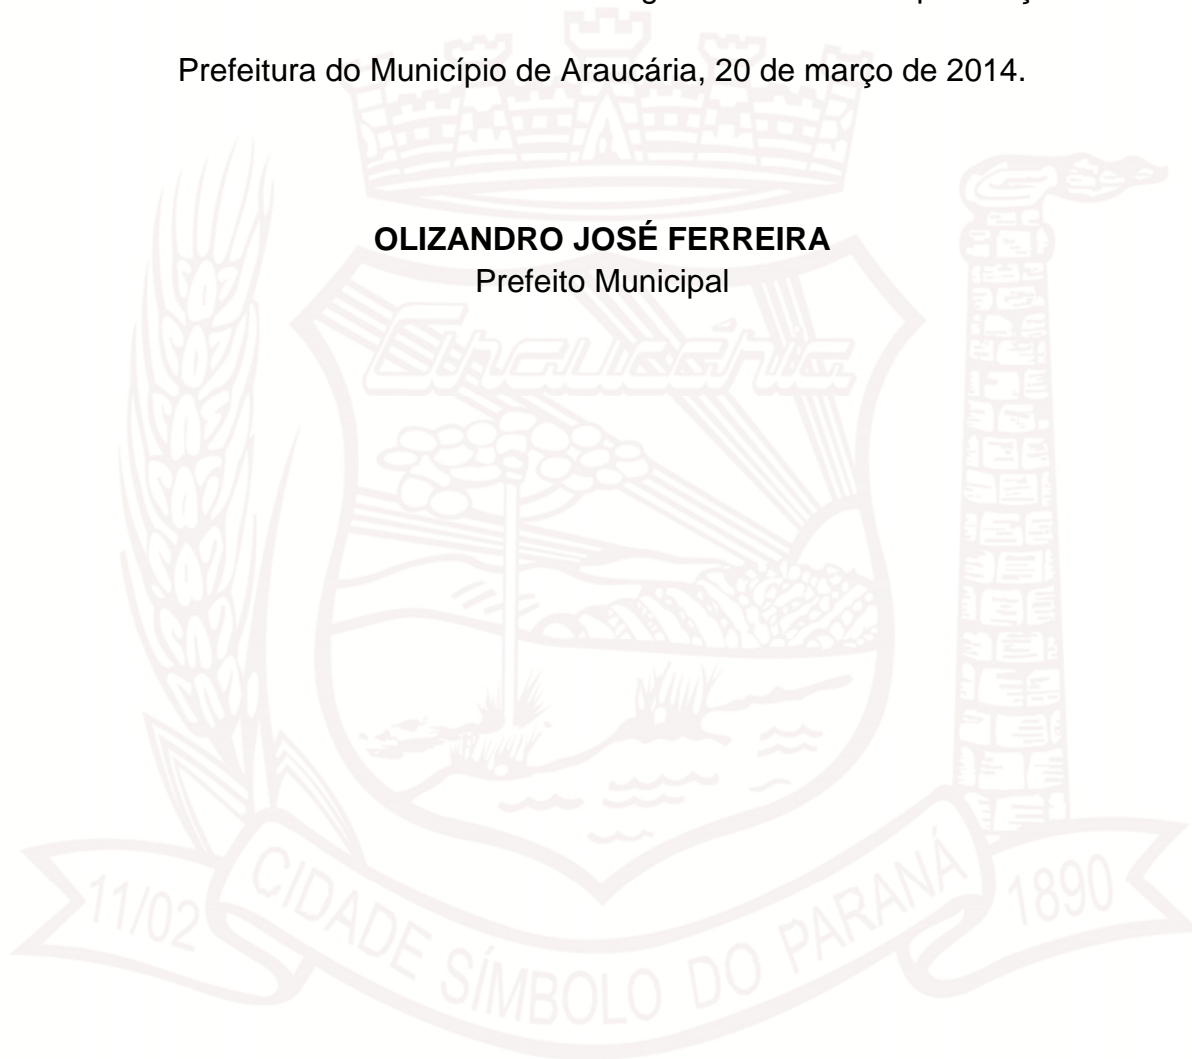 Prefeitura do Município de Araucária, 20 de março de 2014.
OLIZANDRO JOSÉ FERREIRA
Prefeito Municipal
Araucária
11/02
CIDADE SÍMBOLO DO PARANÁ
1890